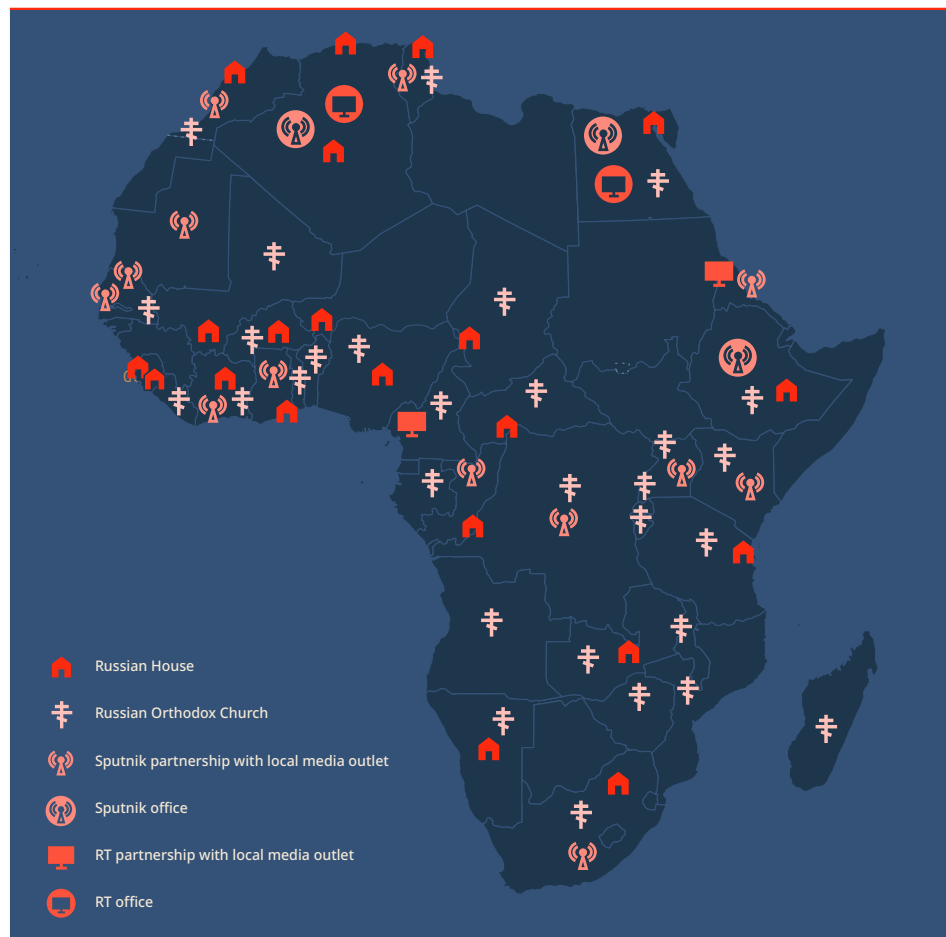 Russian House
Russian Orthodox Church
Sputnik partnership with local media outlet
Sputnik office
RT partnership with local media outlet
RT office